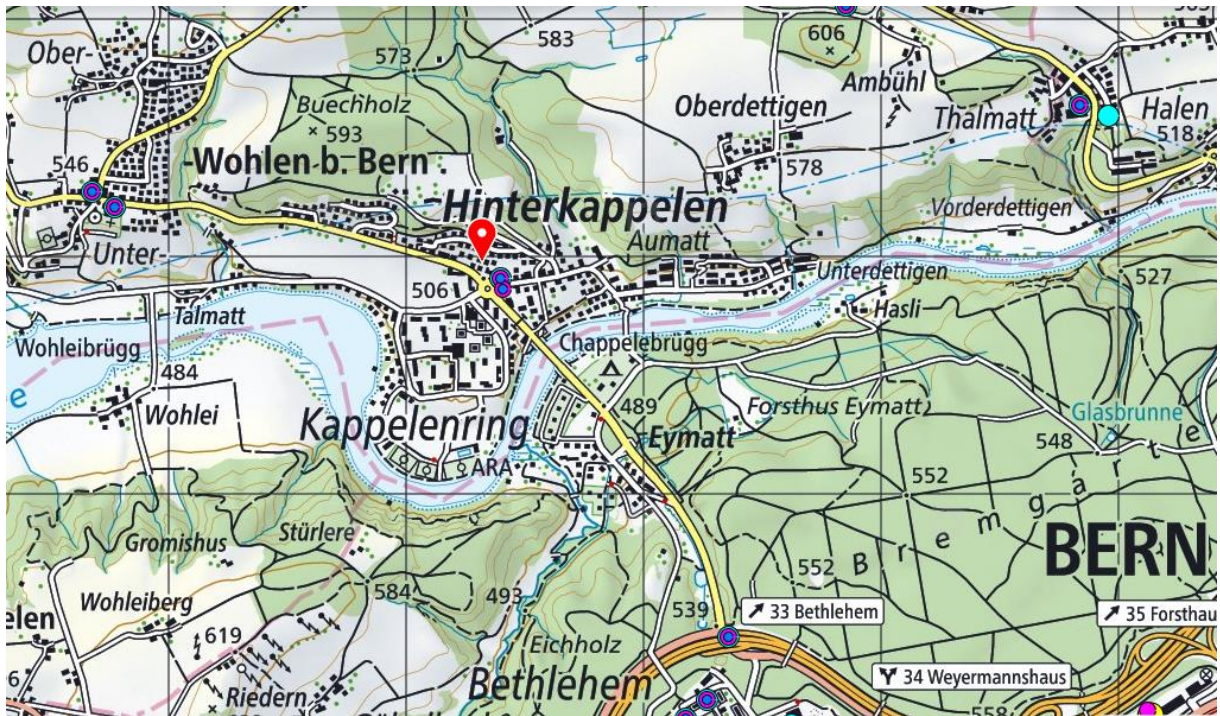 Ober-
573
583
606
Ambühl
Buechholz
593
Oberdettigen
Thalmatt
Halen
518
546
-Wohlen b. Bern
578
Hinterkappelen
Vorderdettigen
Unter-
Aumatt
Unterdettigen
527
506
Talmatt
Hasli
Wohleibrügg
Chappelebrügg
484
Wohlei
489
Forsthus Eymatt
Glasbrunne
Kappelenring
Eymatt
548
e
ARA
552
Stürlere
Gromishus
Bremgarte
BERN
552
Wohleiberg
584
493
539
33 Bethlehem
35 Forsthau
elen
619
Eichholz
Riedern
Bethlehem
34 Weyermannshaus
558